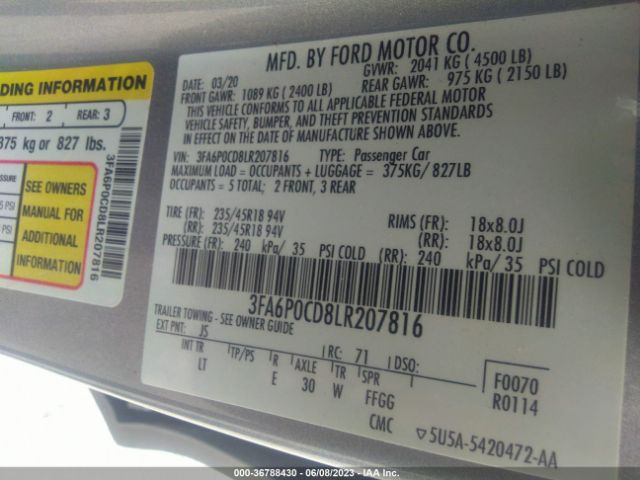 DING INFORMATION
FRONT: 2 REAR: 3
375 kg or 827 lbs.
SEE OWNERS
MANUAL FOR
ADDITIONAL
INFORMATION
PSI
3FA6P0CD8LR207816
MFD. BY FORD MOTOR CO.
DATE: 03/20 GVWR: 2041 KG ( 4500 LB)
FRONT GAWR: 1089 KG ( 2400 LB) REAR GAWR: 975 KG ( 2150 LB)
THIS VEHICLE CONFORMS TO ALL APPLICABLE FEDERAL MOTOR
VEHICLE SAFETY, BUMPER, AND THEFT PREVENTION STANDARDS
IN EFFECT ON THE DATE OF MANUFACTURE SHOWN ABOVE.
VIN: 3FA6P0CD8LR207816 TYPE: Passenger Car
MAXIMUM LOAD = OCCUPANTS + LUGGAGE = 375KG/ 827LB
OCCUPANTS = 5 TOTAL; 2 FRONT, 3 REAR
TIRE (FR): 235/45R18 94V RIMS (FR): 18x8.0J
(RR): 235/45R18 94V (RR): 18x8.0J
PRESSURE (FR): 240 kPa/ 35 PSI COLD (RR): 240 kPa/ 35 PSI COLD
3FA6P0CD8LR207816
TRAILER TOWING - SEE OWNER GUIDE
EXT PNT: JS RC: 71 DSO:
INT TR TP/PS R AXLE TR SPR F0070
LT E 30 W FFGG R0114
CMC 5U5A-5420472-AA
000-36788430 - 06/08/2023 - IAA Inc.